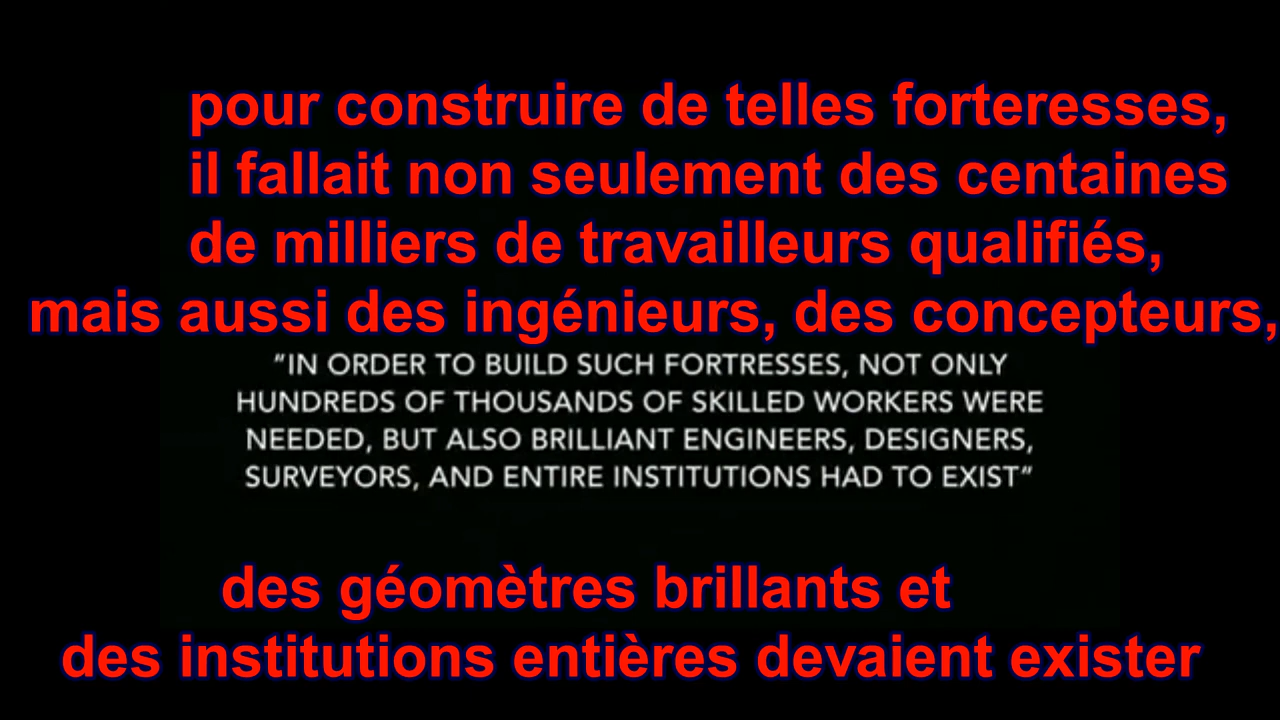 pour construire de telles forteresses,
il fallait non seulement des centaines
de milliers de travailleurs qualifiés,
mais aussi des ingénieurs, des concepteurs,
"IN ORDER TO BUILD SUCH FORTRESSES, NOT ONLY
HUNDREDS OF THOUSANDS OF SKILLED WORKERS WERE
NEEDED, BUT ALSO BRILLIANT ENGINEERS, DESIGNERS,
SURVEYORS, AND ENTIRE INSTITUTIONS HAD TO EXIST"
des géomètres brillants et
des institutions entières devaient exister